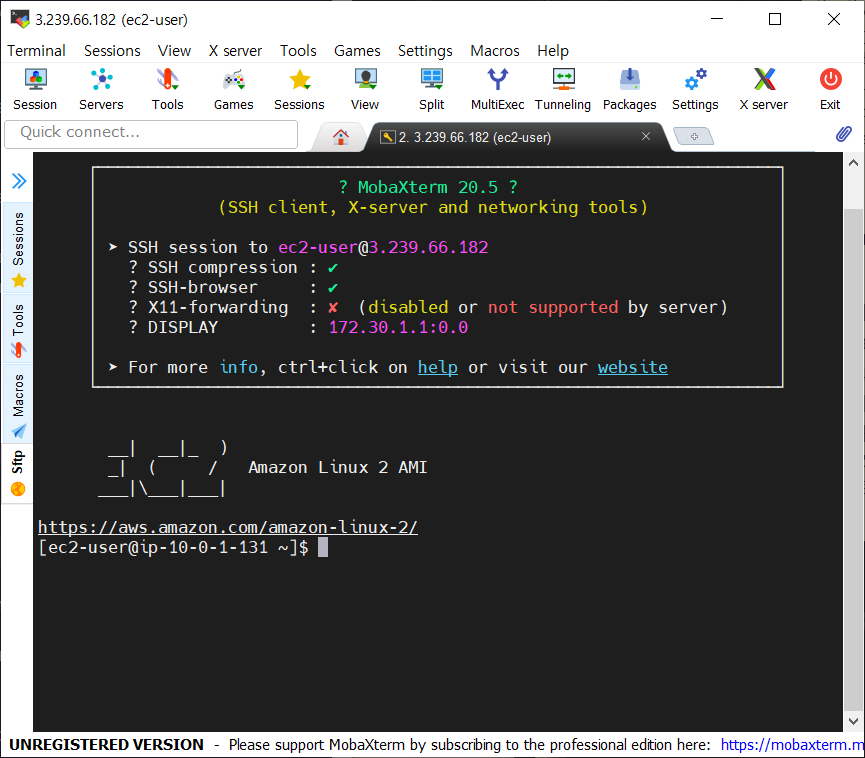 3.239.66.182 (ec2-user)
Terminal Sessions View X server Tools Games Settings Macros Help
Session Servers Tools Games Sessions View Split MultiExec Tunneling Packages Settings X server Exit
Quick connect...
2. 3.239.66.182 (ec2-user)
Sessions
Tools
Macros
Sftp
? MobaXterm 20.5 ?
(SSH client, X-server and networking tools)
➤ SSH session to ec2-user@3.239.66.182
? SSH compression : ✔
? SSH-browser : ✔
? X11-forwarding : ✘ (disabled or not supported by server)
? DISPLAY : 172.30.1.1:0.0
➤ For more info, ctrl+click on help or visit our website
__| __|_ )
_| ( / Amazon Linux 2 AMI
___|\___|___|
https://aws.amazon.com/amazon-linux-2/
[ec2-user@ip-10-0-1-131 ~]$
UNREGISTERED VERSION - Please support MobaXterm by subscribing to the professional edition here: https://mobaxterm.m